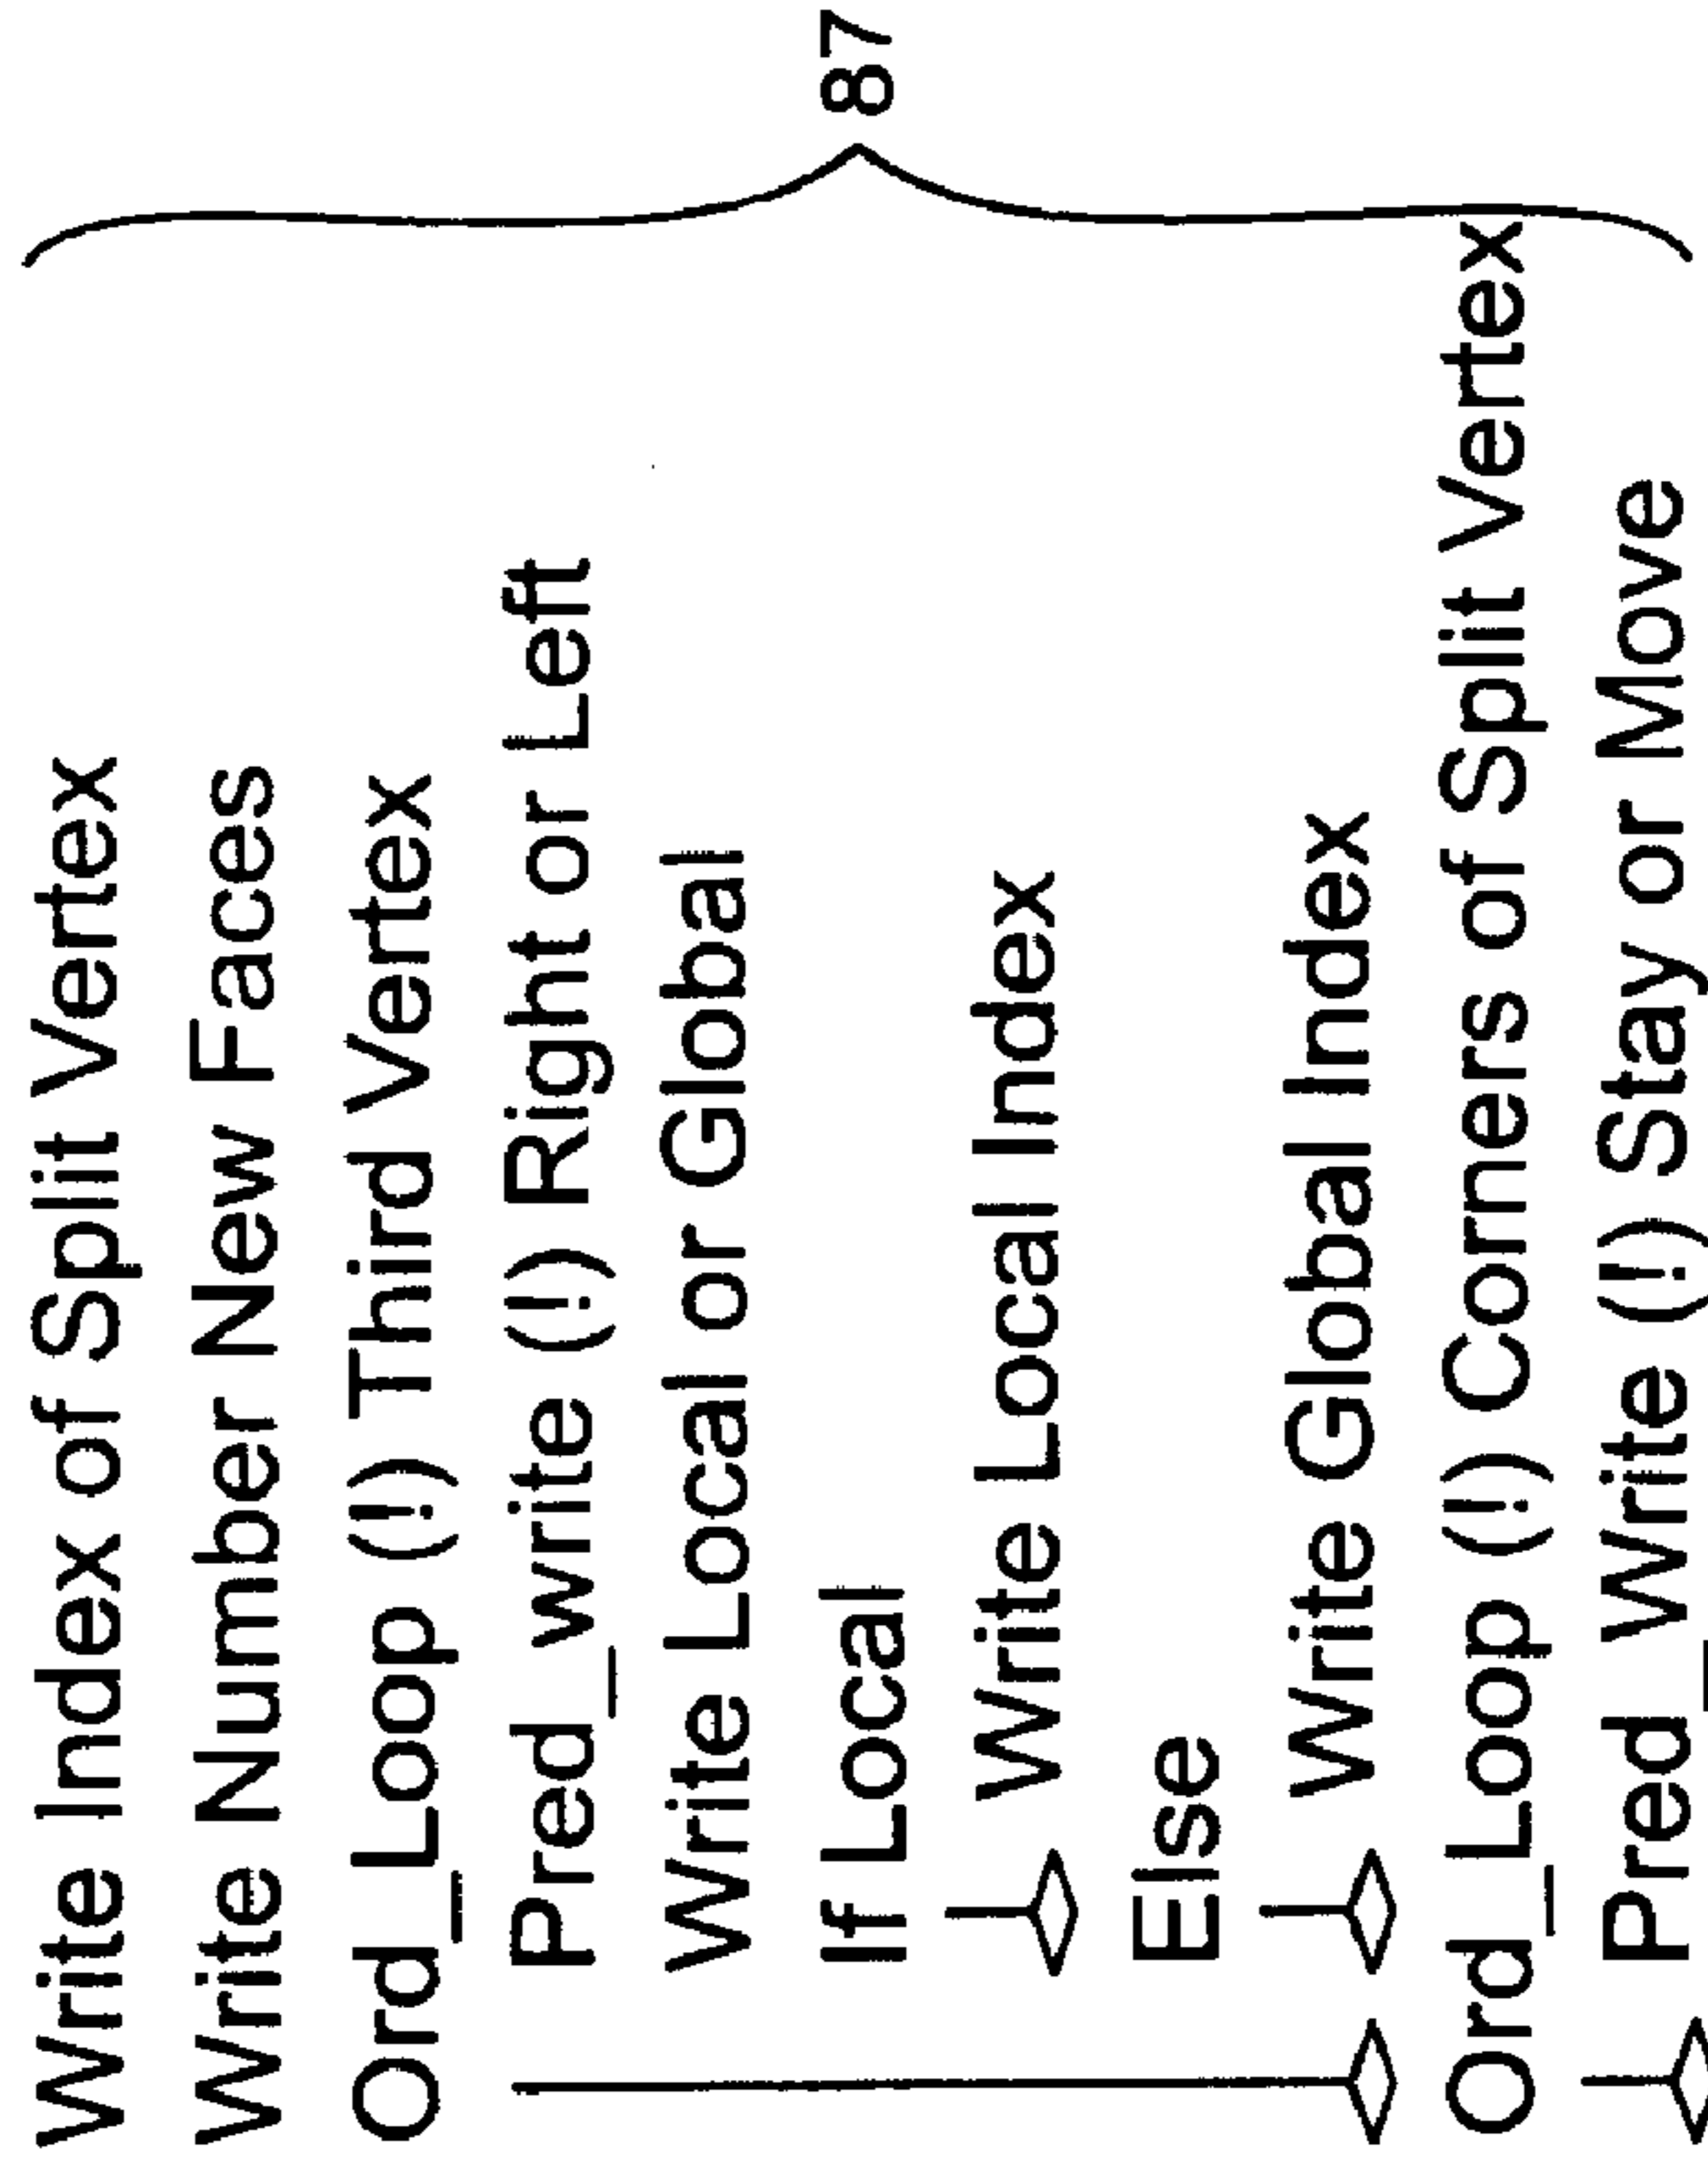 Write Index of Split Vertex
Write Number New Faces
Ord_Loop (!) Third Vertex
Pred_write (!) Right or Left
Write Local or Global
If Local
Write Local Index
Else
Write Global Index
Ord_Loop (!) Corners of Split Vertex
Pred_Write (!) Stay or Move
87